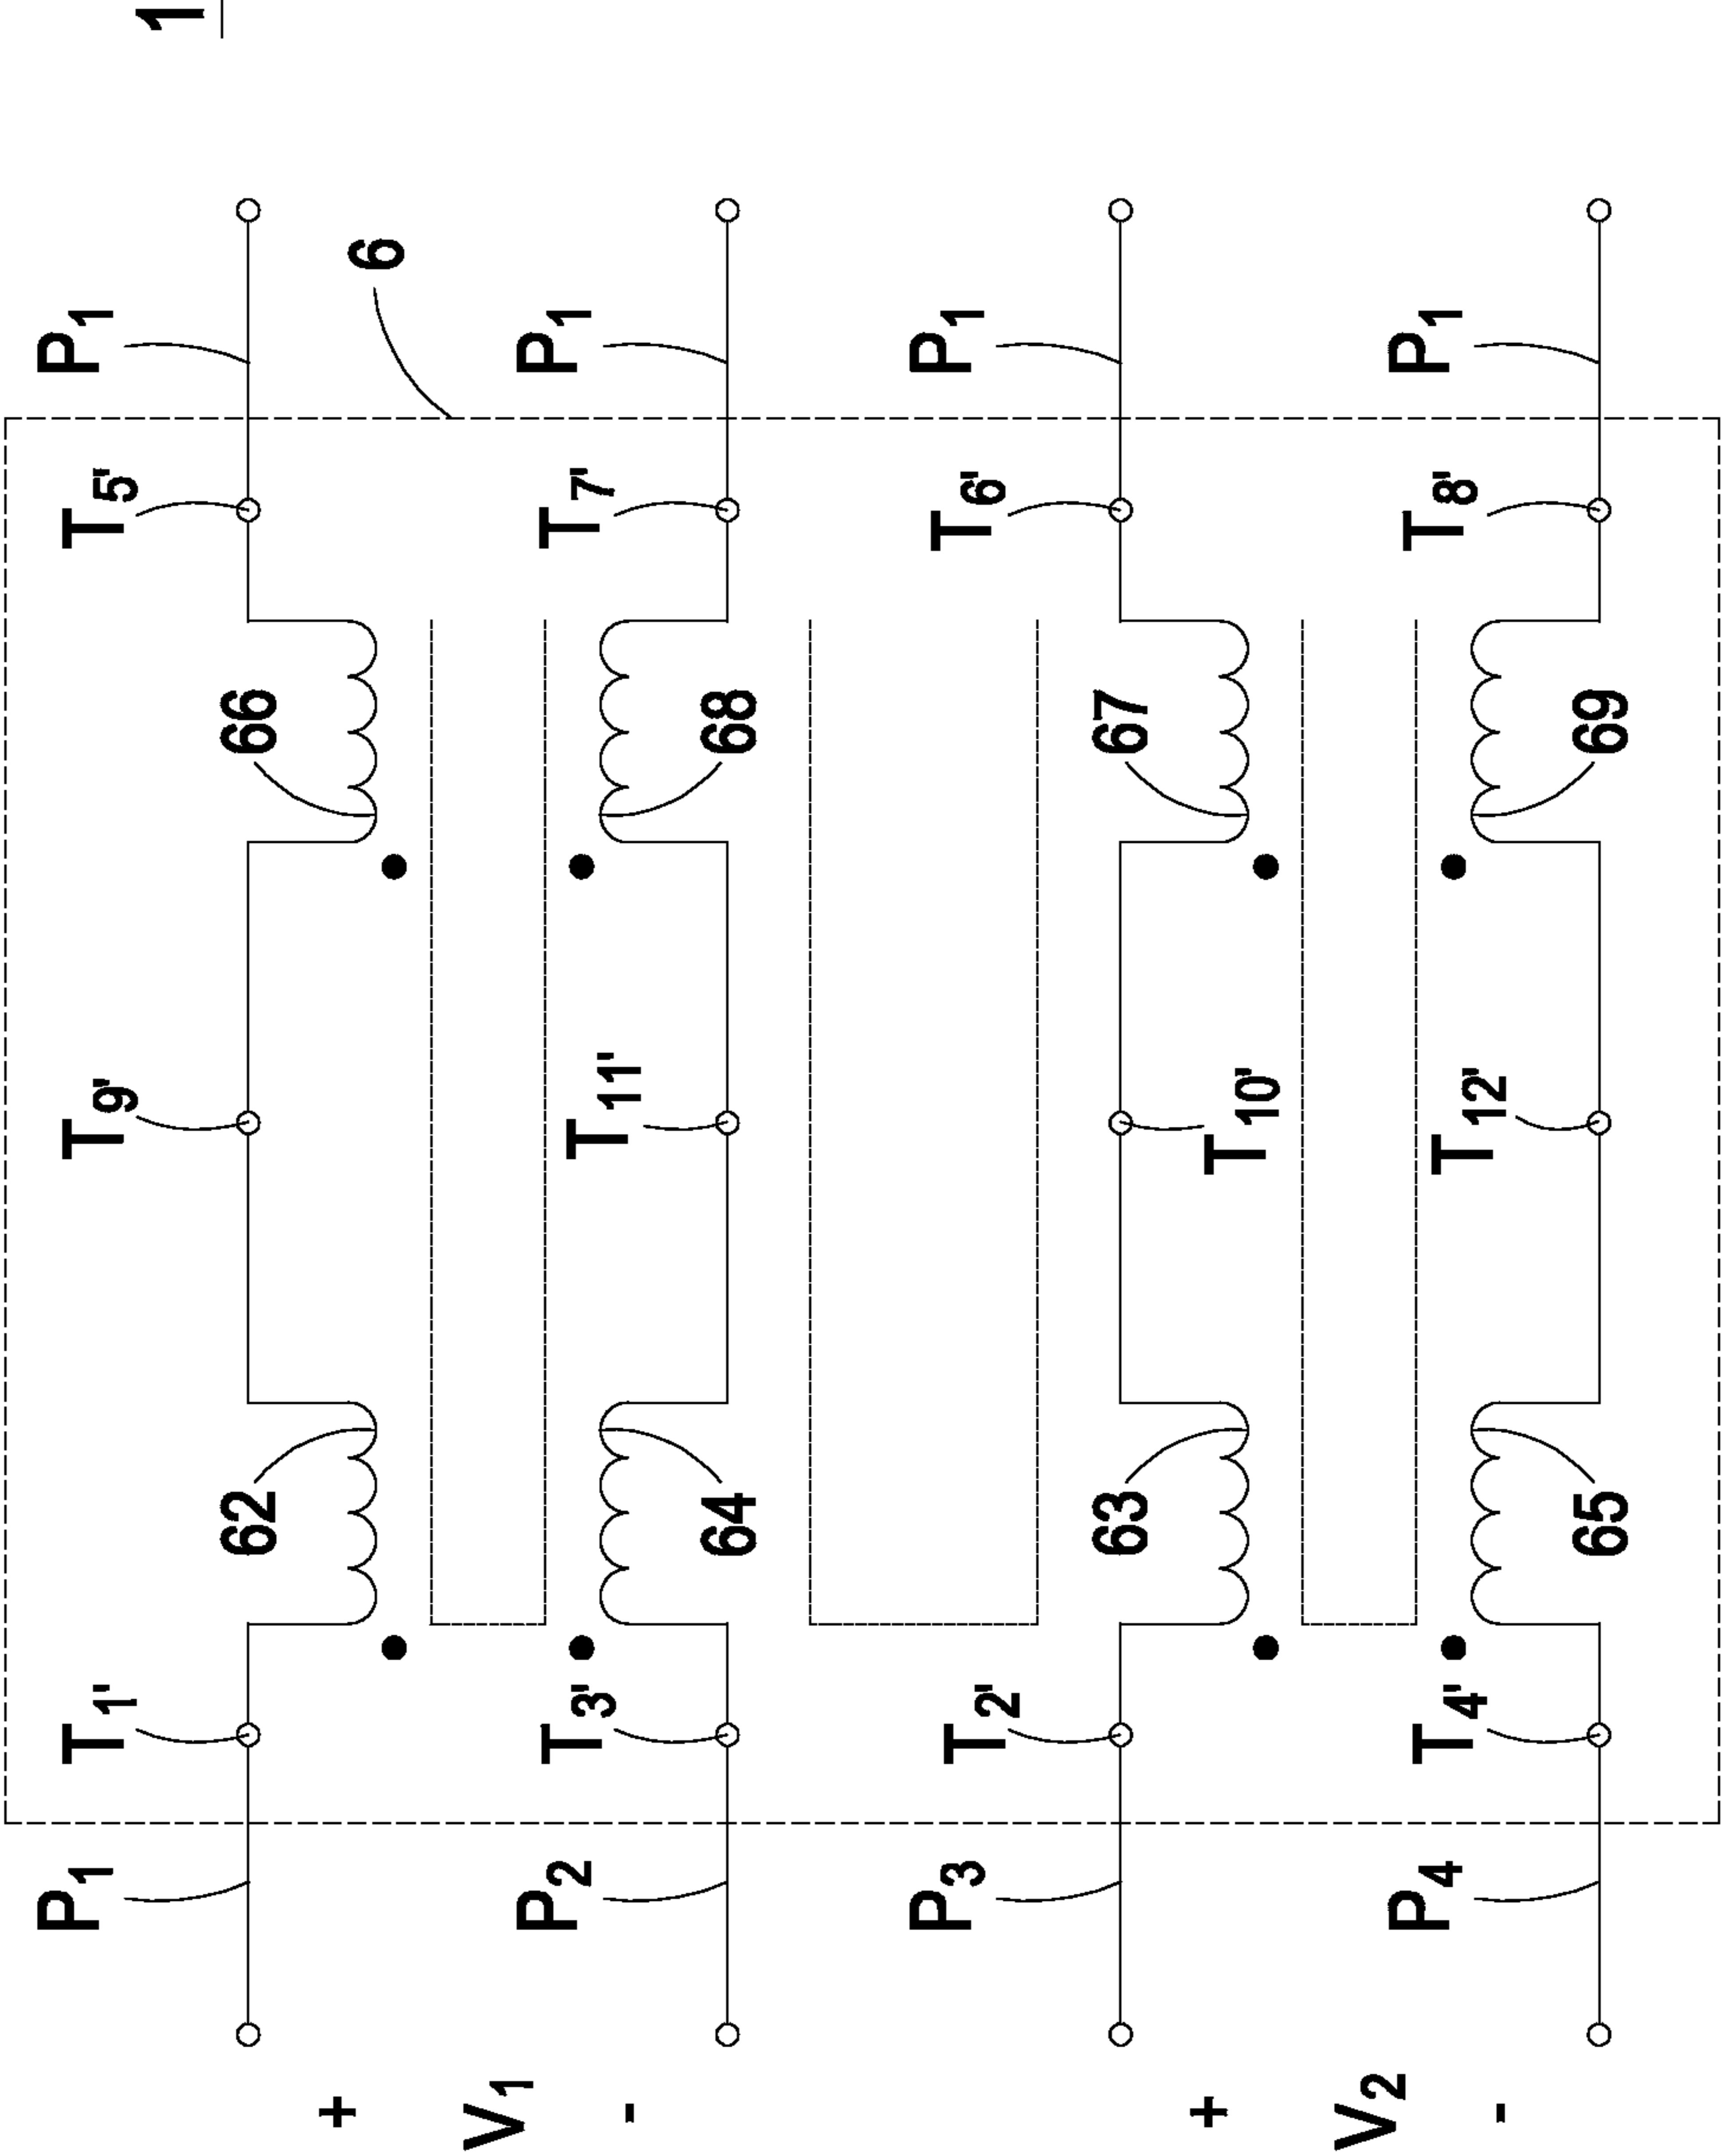 1
6
P1 T1' 62 T9' 66 T5' P1
+
V1
-
P2 T3' 64 T11' 68 T7' P1
P3 T2' 63 T10' 67 T6' P1
+
V2
-
P4 T4' 65 T12' 69 T8' P1